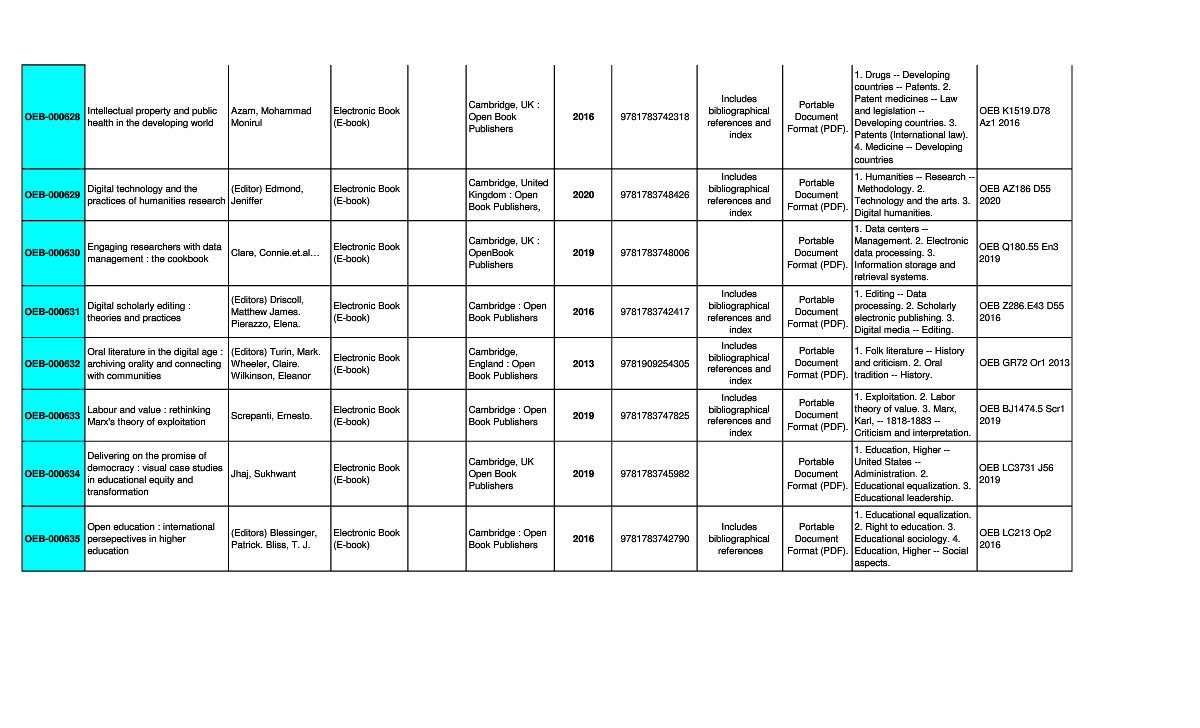 OEB-000628
Intellectual property and public
health in the developing world
Azam, Mohammad
Monirul
Electronic Book
(E-book)
Cambridge, UK :
Open Book
Publishers
2016
9781783742318
Includes
bibliographical
references and
index
Portable
Document
Format (PDF).
1. Drugs -- Developing
countries -- Patents. 2.
Patent medicines -- Law
and legislation --
Developing countries. 3.
Patents (International law).
4. Medicine -- Developing
countries
OEB K1519.D78
Az1 2016
OEB-000629
Digital technology and the
practices of humanities research
(Editor) Edmond,
Jeniffer
Electronic Book
(E-book)
Cambridge, United
Kingdom : Open
Book Publishers,
2020
9781783748426
Includes
bibliographical
references and
index
Portable
Document
Format (PDF).
1. Humanities -- Research --
Methodology. 2.
Technology and the arts. 3.
Digital humanities.
OEB AZ186 D55
2020
OEB-000630
Engaging researchers with data
management : the cookbook
Clare, Connie.et.al...
Electronic Book
(E-book)
Cambridge, UK :
OpenBook
Publishers
2019
9781783748006
Portable
Document
Format (PDF).
1. Data centers --
Management. 2. Electronic
data processing. 3.
Information storage and
retrieval systems.
OEB Q180.55 En3
2019
OEB-000631
Digital scholarly editing :
theories and practices
(Editors) Driscoll,
Matthew James.
Pierazzo, Elena.
Electronic Book
(E-book)
Cambridge : Open
Book Publishers
2016
9781783742417
Includes
bibliographical
references and
index
Portable
Document
Format (PDF).
1. Editing -- Data
processing. 2. Scholarly
electronic publishing. 3.
Digital media -- Editing.
OEB Z286.E43 D55
2016
OEB-000632
Oral literature in the digital age :
archiving orality and connecting
with communities
(Editors) Turin, Mark.
Wheeler, Claire.
Wilkinson, Eleanor
Electronic Book
(E-book)
Cambridge,
England : Open
Book Publishers
2013
9781909254305
Includes
bibliographical
references and
index
Portable
Document
Format (PDF).
1. Folk literature -- History
and criticism. 2. Oral
tradition -- History.
OEB GR72 Or1 2013
OEB-000633
Labour and value : rethinking
Marx's theory of exploitation
Screpanti, Ernesto.
Electronic Book
(E-book)
Cambridge : Open
Book Publishers
2019
9781783747825
Includes
bibliographical
references and
index
Portable
Document
Format (PDF).
1. Exploitation. 2. Labor
theory of value. 3. Marx,
Karl, -- 1818-1883 --
Criticism and interpretation.
OEB BJ1474.5 Scr1
2019
OEB-000634
Delivering on the promise of
democracy : visual case studies
in educational equity and
transformation
Jhaj, Sukhwant
Electronic Book
(E-book)
Cambridge, UK
Open Book
Publishers
2019
9781783745982
Portable
Document
Format (PDF).
1. Education, Higher --
United States --
Administration. 2.
Educational equalization. 3.
Educational leadership.
OEB LC3731 J56
2019
OEB-000635
Open education : international
persepectives in higher
education
(Editors) Blessinger,
Patrick. Bliss, T. J.
Electronic Book
(E-book)
Cambridge : Open
Book Publishers
2016
9781783742790
Includes
bibliographical
references
Portable
Document
Format (PDF).
1. Educational equalization.
2. Right to education. 3.
Educational sociology. 4.
Education, Higher -- Social
aspects.
OEB LC213 Op2
2016